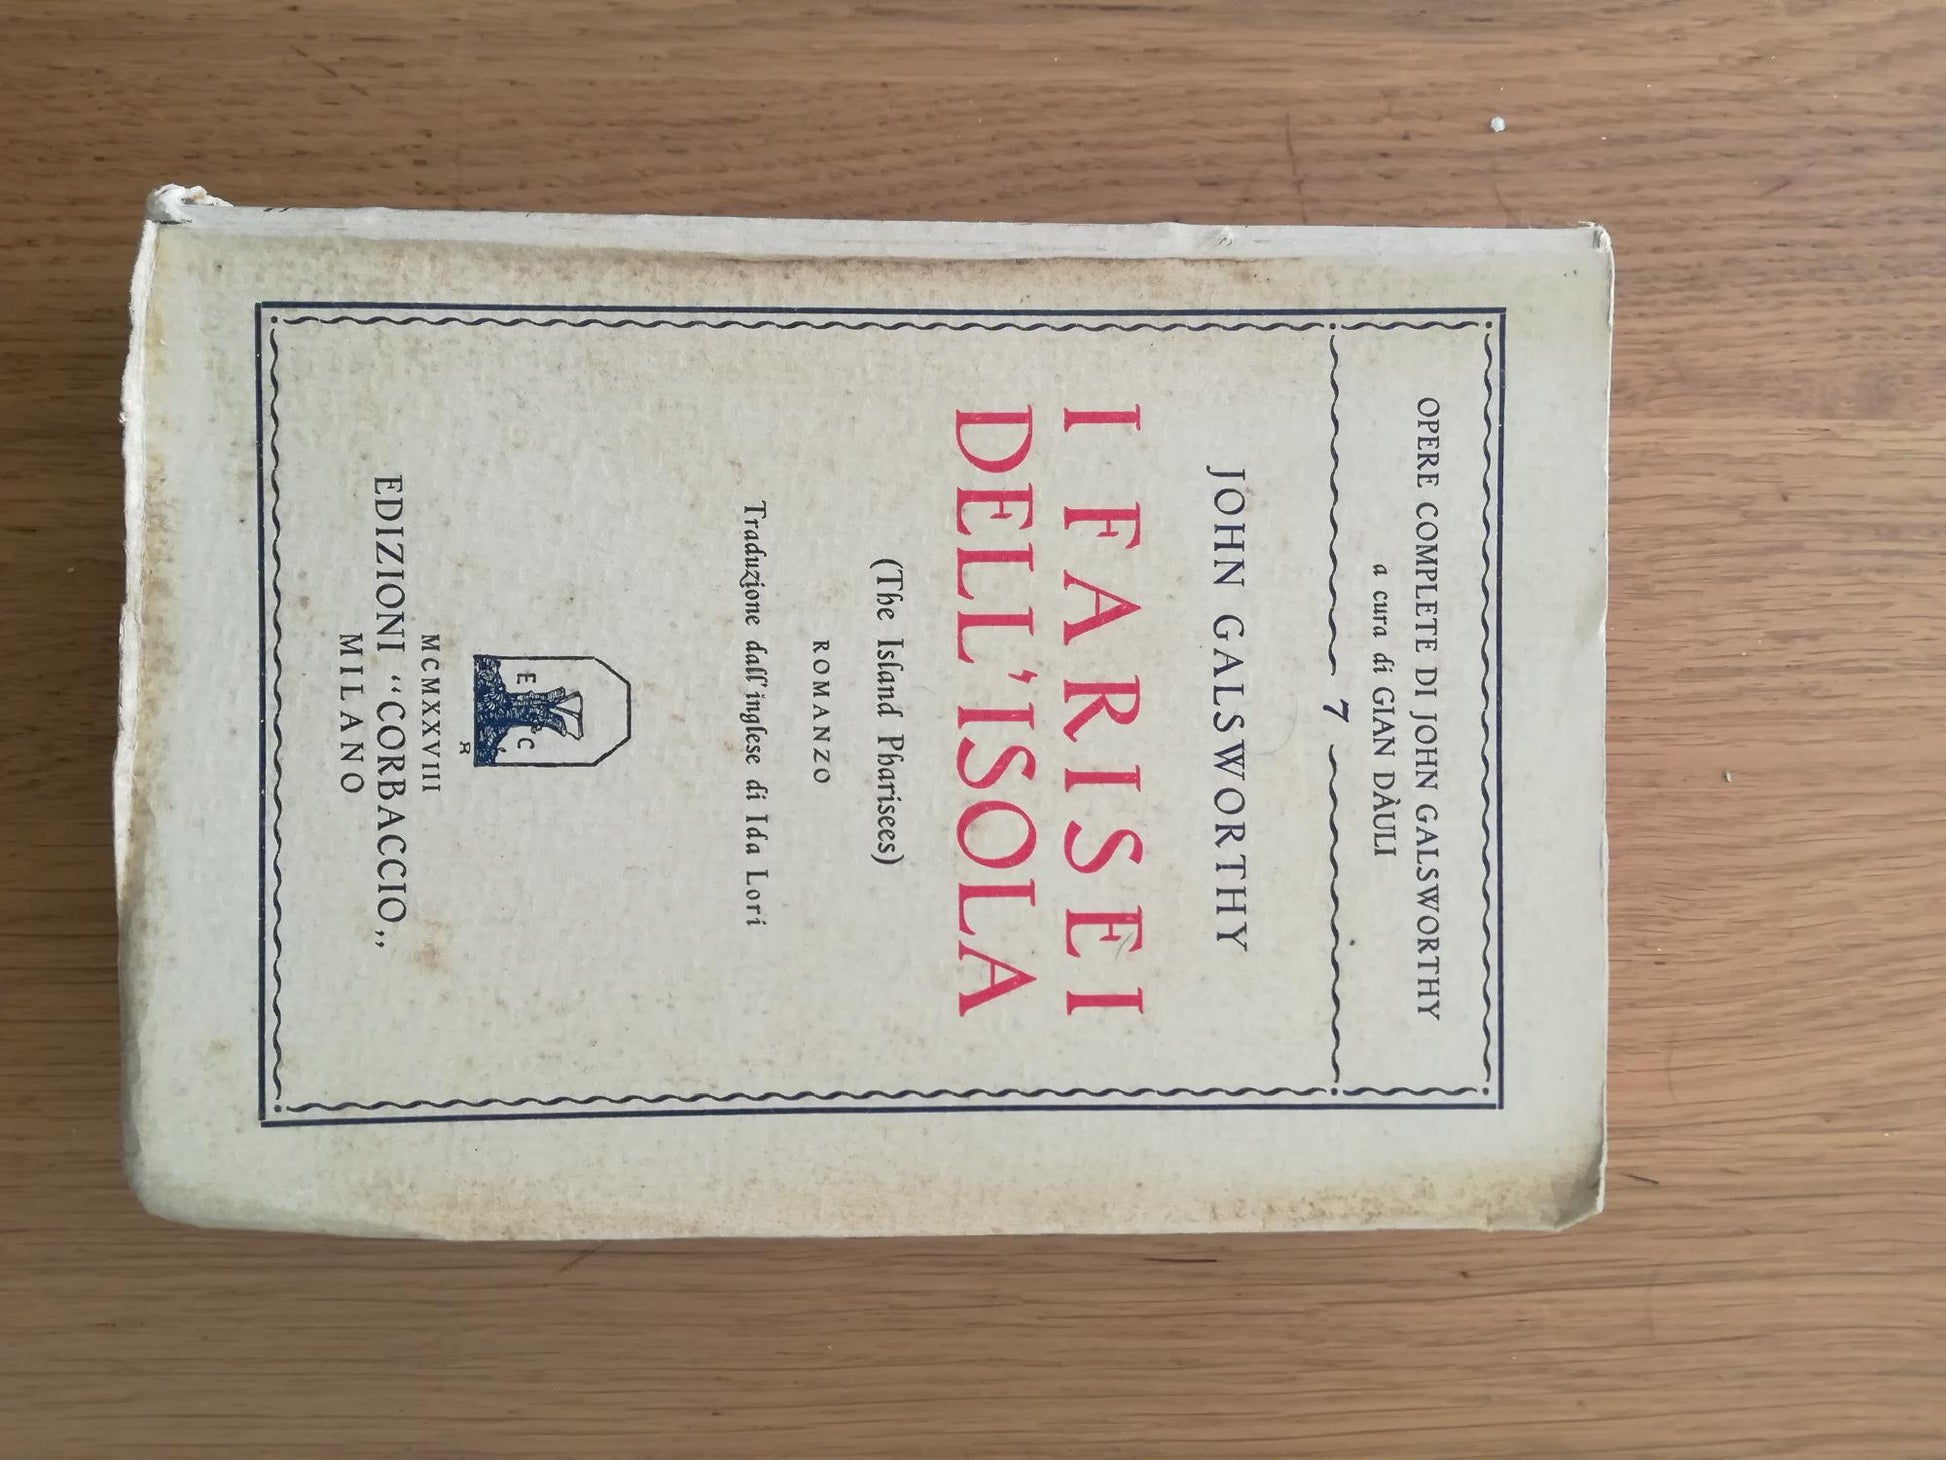 OPERE COMPLETE DI JOHN GALSWORTHY
a cura di GIAN DÀULI
7
JOHN GALSWORTHY
I FARISEI
DELL'ISOLA
(The Island Pharisees)
ROMANZO
Traduzione dall'inglese di Ida Lori
E C
R
MCMXXVIII
EDIZIONI “CORBACCIO„
MILANO